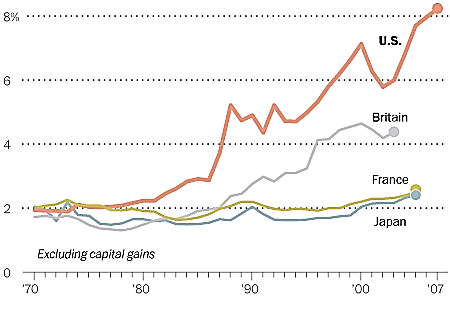 8%
U.S.
6
Britain
4
France
2
Japan
Excluding capital gains
0
'70
'80
'90
'00
'07